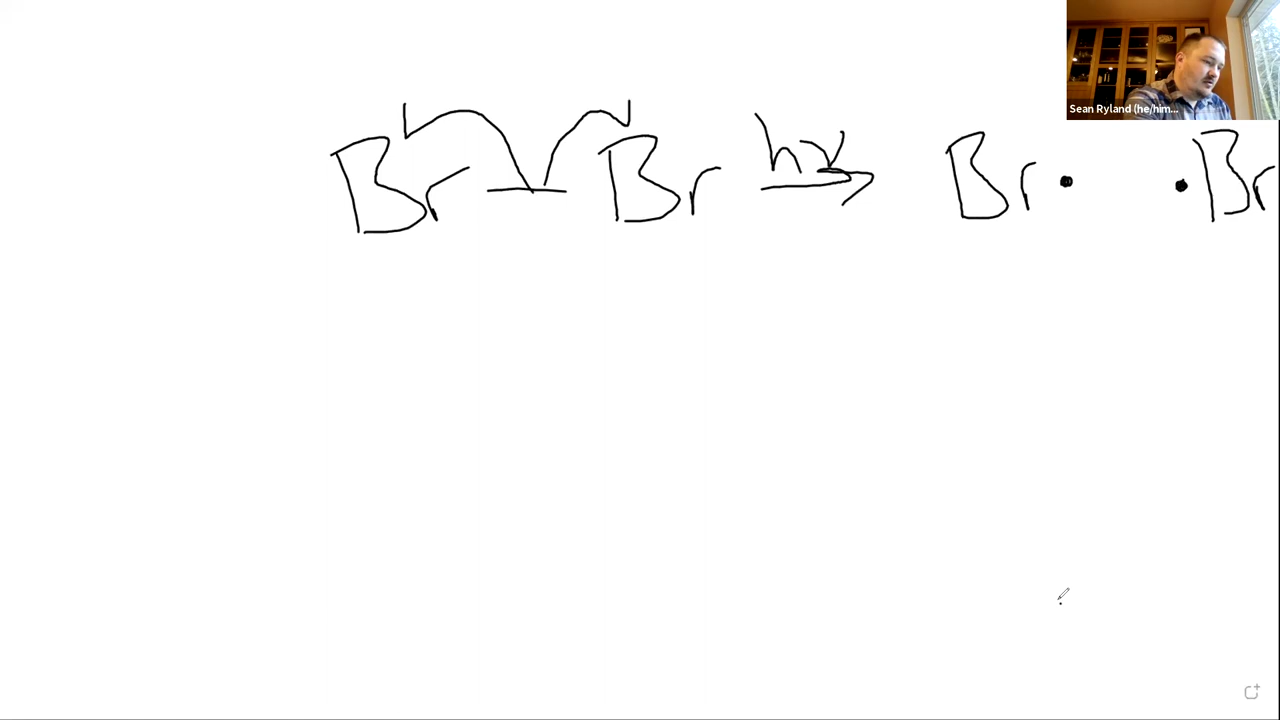 Sean Ryland (he/him...
Br — Br hν → Br• •Br